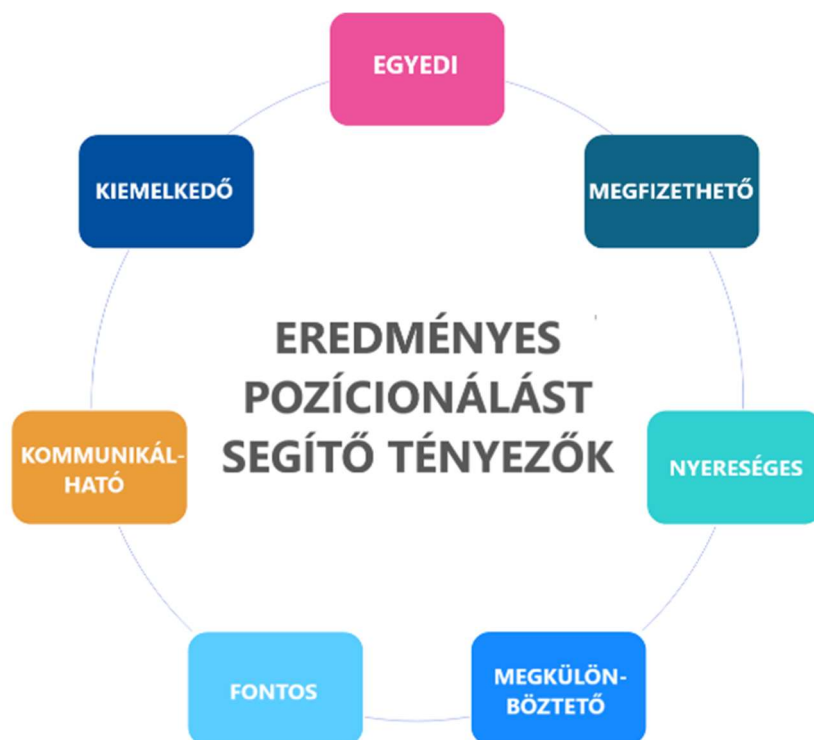 EGYEDI
KIEMELKEDŐ
MEGFIZETHETŐ
EREDMÉNYES
POZÍCIONÁLÁST
SEGÍTŐ TÉNYEZŐK
KOMMUNIKÁL-
HATÓ
NYERESÉGES
FONTOS
MEGKÜLÖN-
BÖZTETŐ